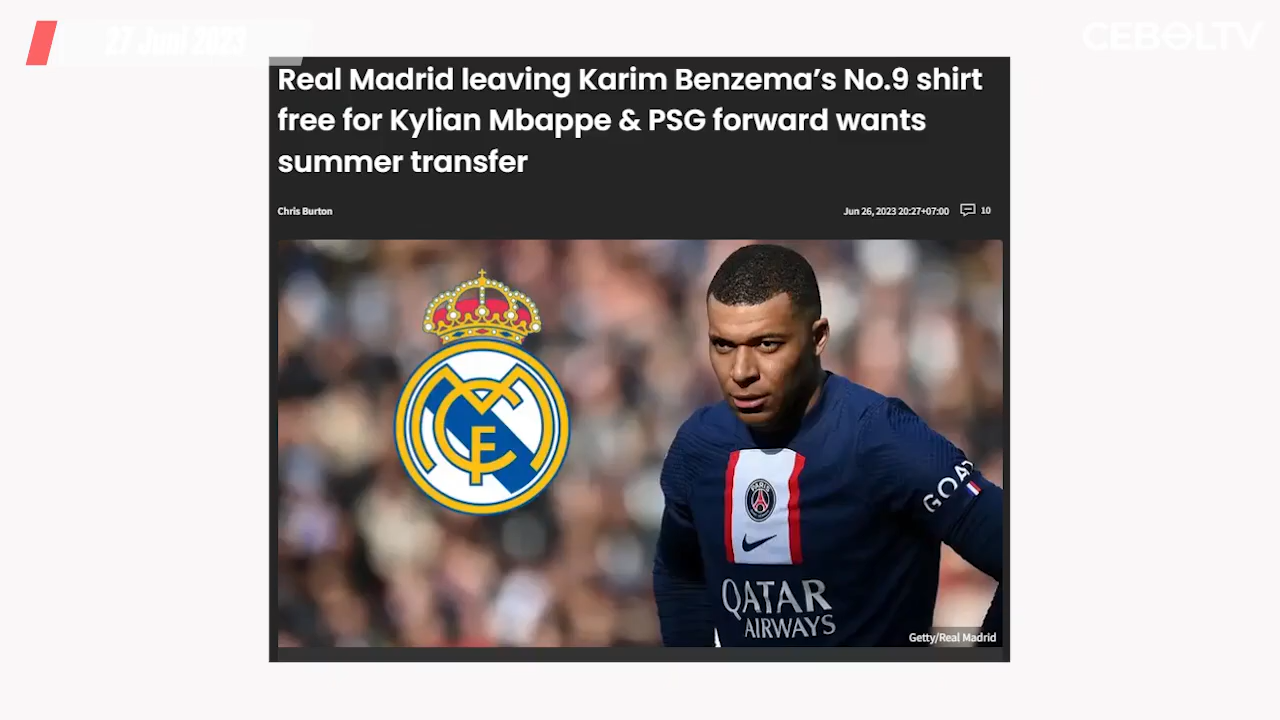 27 Juni 2023
CEBOLTV
Real Madrid leaving Karim Benzema’s No.9 shirt
free for Kylian Mbappe & PSG forward wants
summer transfer
Chris Burton
Jun 26, 2023 20:27+07:00
10
PARIS
GOAT
QATAR
AIRWAYS
Getty/Real Madrid